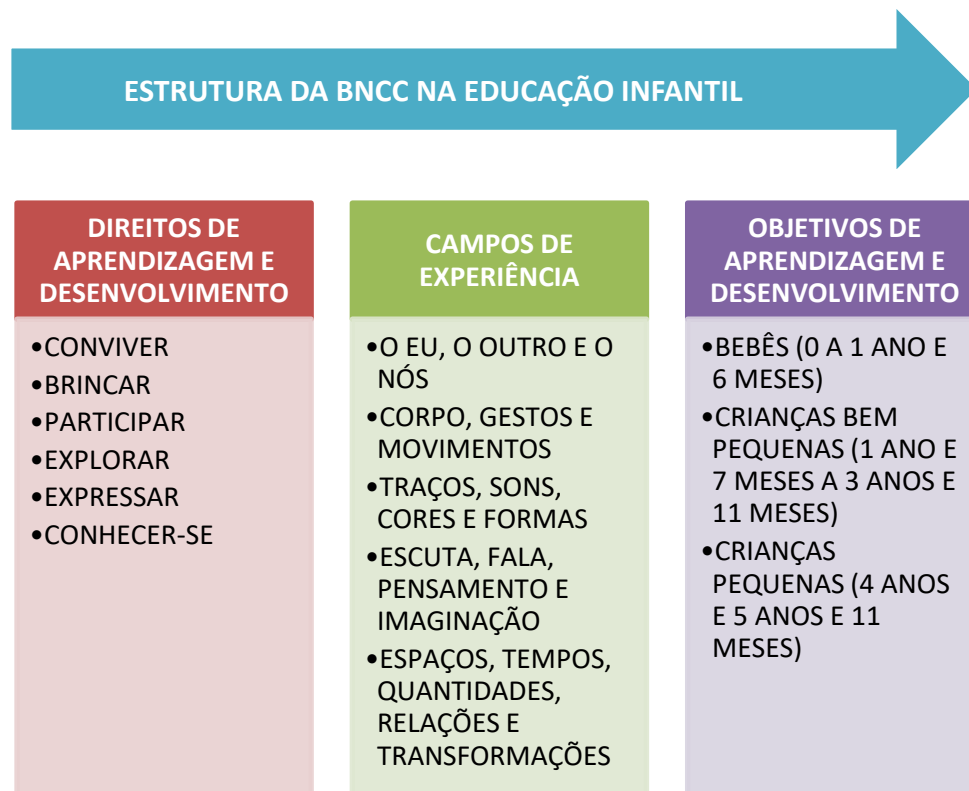 ESTRUTURA DA BNCC NA EDUCAÇÃO INFANTIL
DIREITOS DE
APRENDIZAGEM E
DESENVOLVIMENTO
•CONVIVER
•BRINCAR
•PARTICIPAR
•EXPLORAR
•EXPRESSAR
•CONHECER-SE
CAMPOS DE
EXPERIÊNCIA
•O EU, O OUTRO E O
NÓS
•CORPO, GESTOS E
MOVIMENTOS
•TRAÇOS, SONS,
CORES E FORMAS
•ESCUTA, FALA,
PENSAMENTO E
IMAGINAÇÃO
•ESPAÇOS, TEMPOS,
QUANTIDADES,
RELAÇÕES E
TRANSFORMAÇÕES
OBJETIVOS DE
APRENDIZAGEM E
DESENVOLVIMENTO
•BEBÊS (0 A 1 ANO E
6 MESES)
•CRIANÇAS BEM
PEQUENAS (1 ANO E
7 MESES A 3 ANOS E
11 MESES)
•CRIANÇAS
PEQUENAS (4 ANOS
E 5 ANOS E 11
MESES)